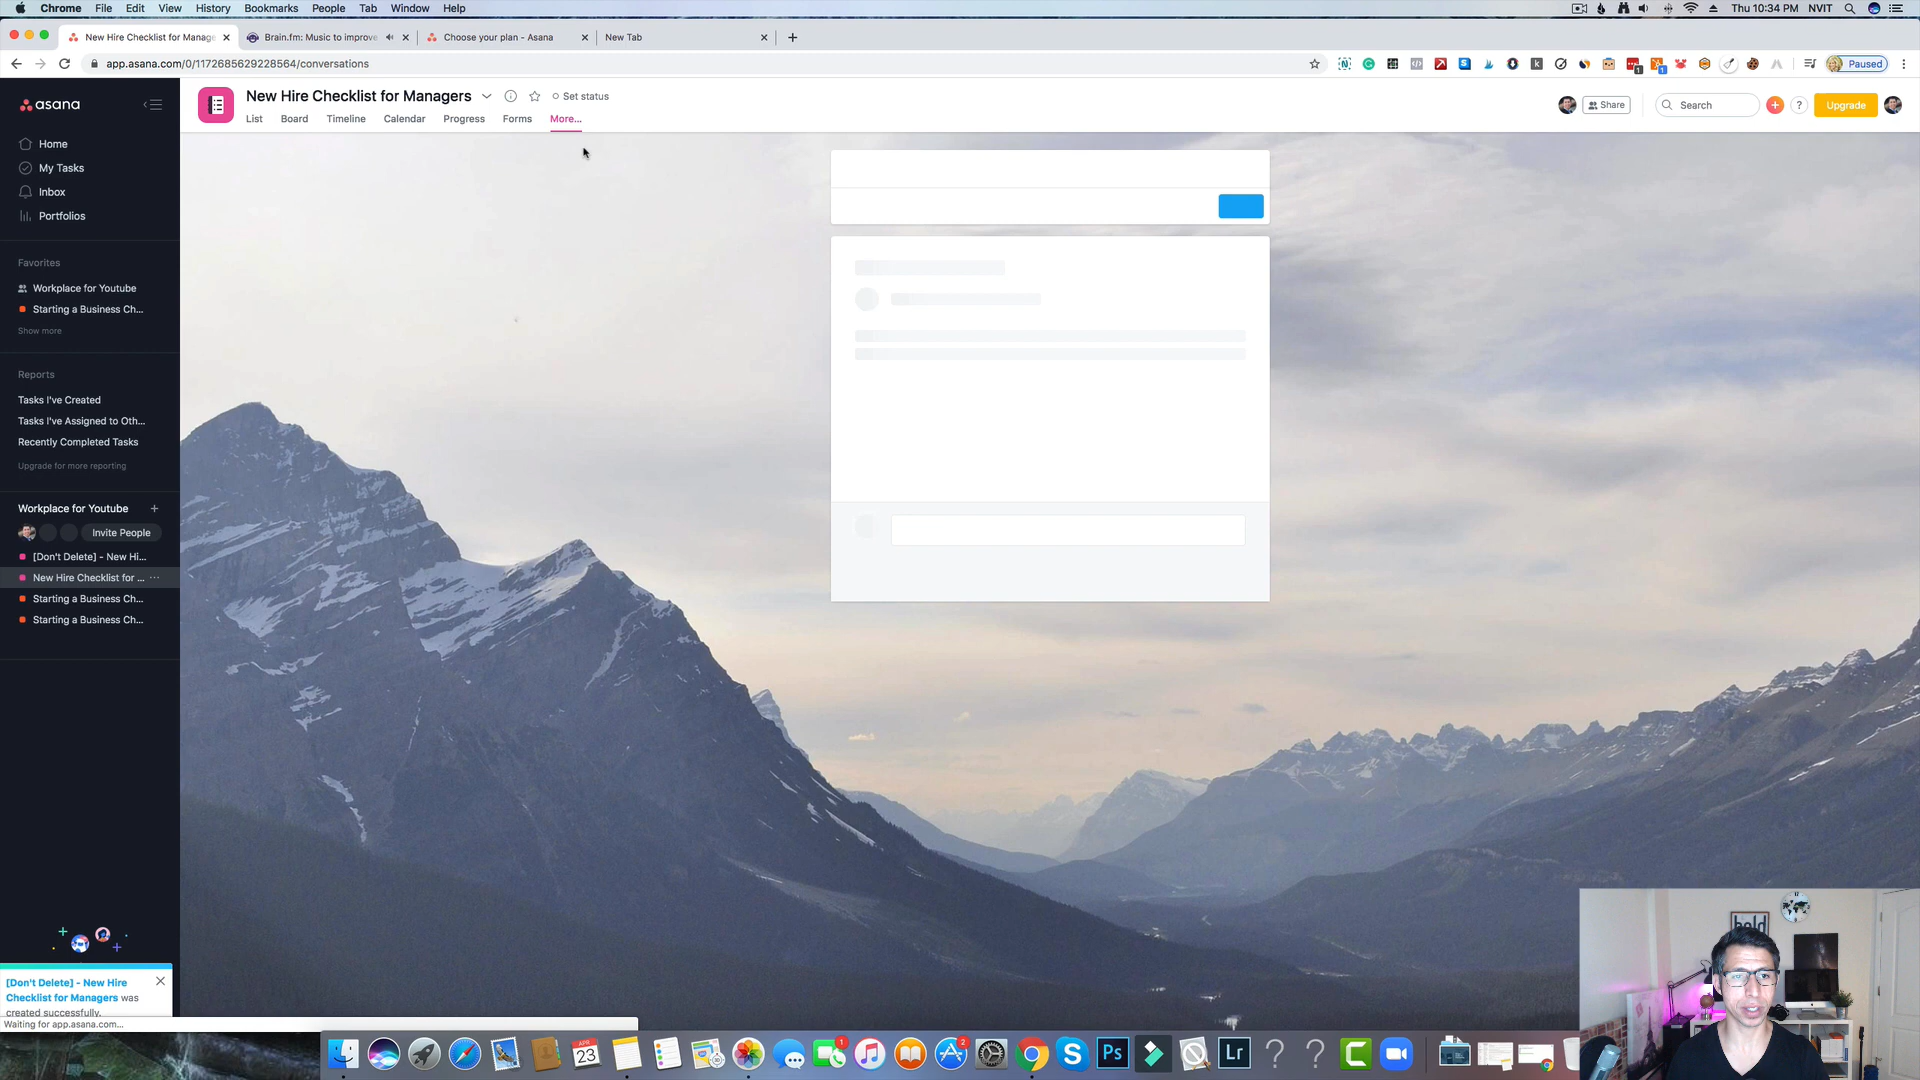 Chrome File Edit View History Bookmarks People Tab Window Help Thu 10:34 PM NVIT
New Hire Checklist for Manage Brain.fm: Music to improve Choose your plan - Asana New Tab
app.asana.com/0/1172685629228564/conversations Paused
asana
New Hire Checklist for Managers Set status
Share Search ? Upgrade
List Board Timeline Calendar Progress Forms More...
Home
My Tasks
Inbox
Portfolios
Favorites
Workplace for Youtube
Starting a Business Ch...
Show more
Reports
Tasks I've Created
Tasks I've Assigned to Oth...
Recently Completed Tasks
Upgrade for more reporting
Workplace for Youtube
Invite People
[Don't Delete] - New Hi...
New Hire Checklist for ...
Starting a Business Ch...
Starting a Business Ch...
[Don't Delete] - New Hire
Checklist for Managers was
created successfully.
Waiting for app.asana.com...
APR
23
1
2
Ps
Lr